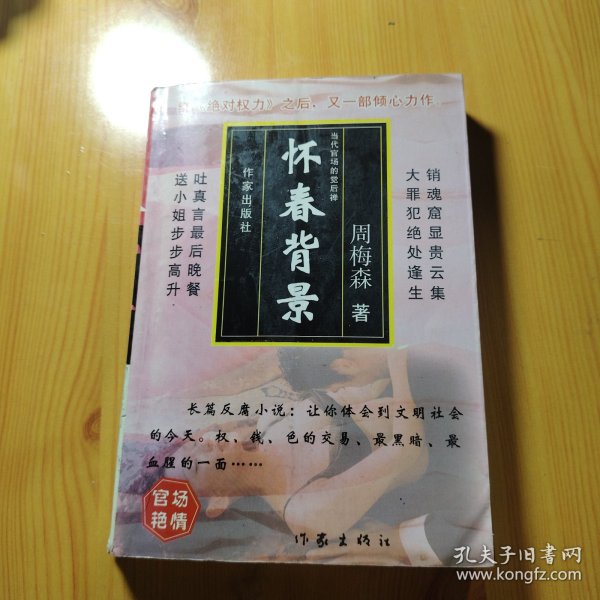 继《绝对权力》之后，又一部倾心力作。
当代官场的觉后禅
怀春背景
作家出版社
周梅森 著
销魂窟显贵云集
大罪犯绝处逢生
吐真言最后晚餐
送小姐步步高升
长篇反腐小说：让你体会到文明社会
的今天。权、钱、色的交易、最黑暗、最
血腥的一面……
官场
艳情
作家出版社
孔夫子旧书网
www.kongfz.com